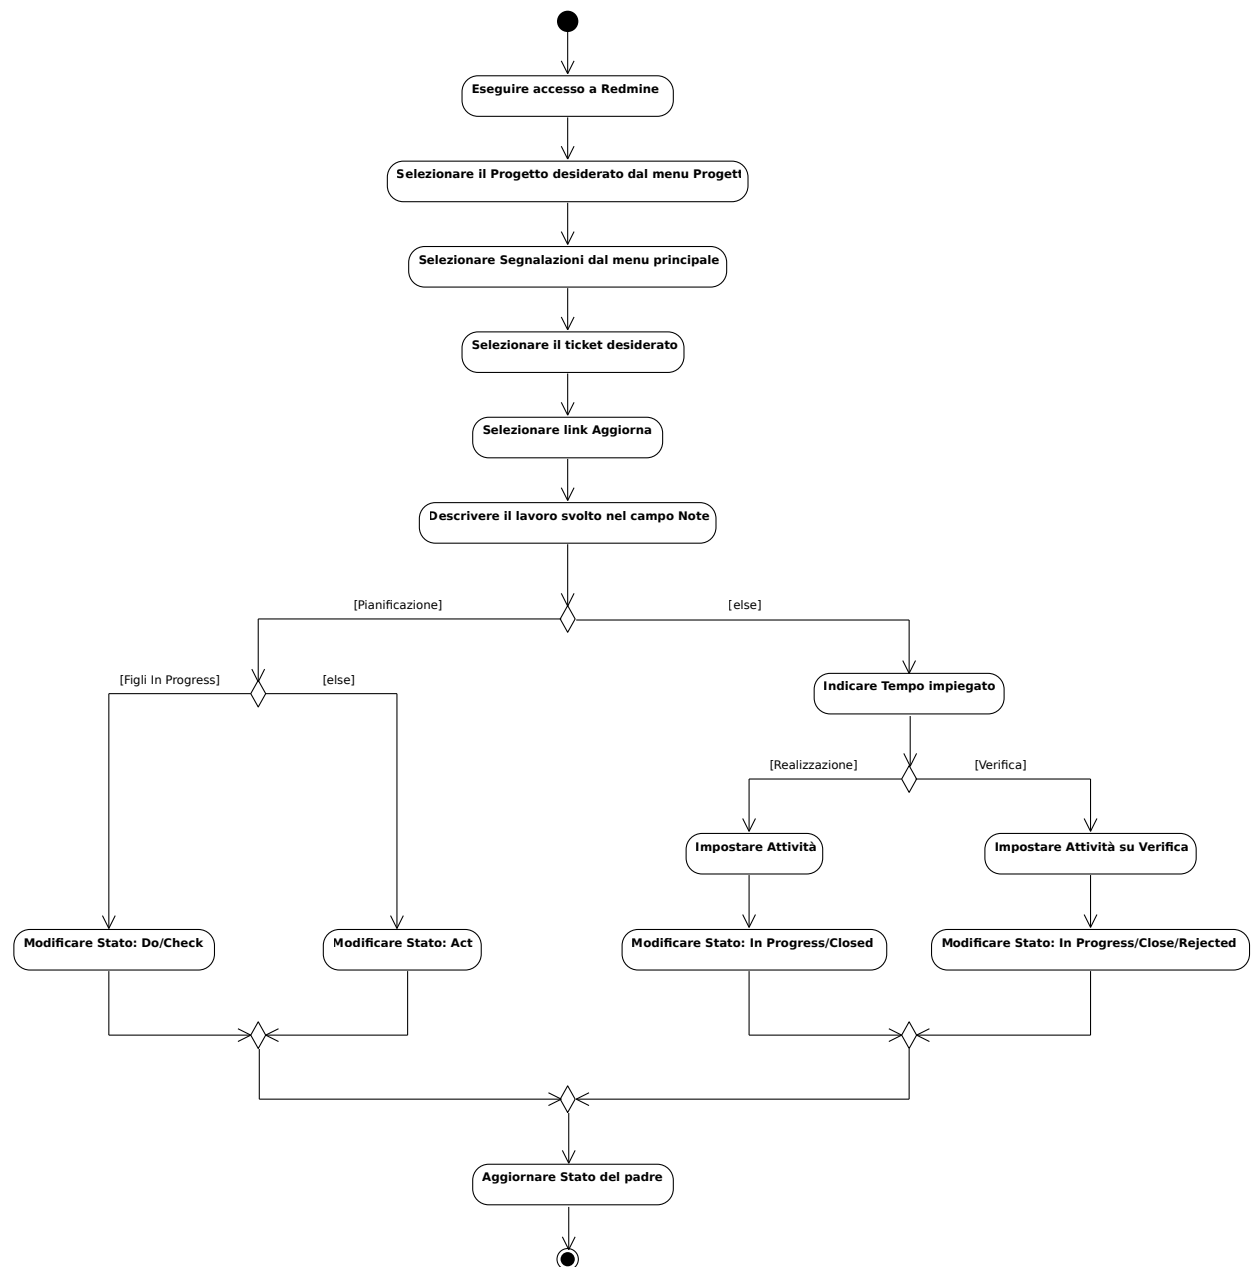 Eseguire accesso a Redmine
Selezionare il Progetto desiderato dal menu Progett
Selezionare Segnalazioni dal menu principale
Selezionare il ticket desiderato
Selezionare link Aggiorna
Descrivere il lavoro svolto nel campo Note
[Pianificazione]
[else]
[Figli In Progress]
[else]
Indicare Tempo impiegato
[Realizzazione]
[Verifica]
Impostare Attività
Impostare Attività su Verifica
Modificare Stato: Do/Check
Modificare Stato: Act
Modificare Stato: In Progress/Closed
Modificare Stato: In Progress/Close/Rejected
Aggiornare Stato del padre